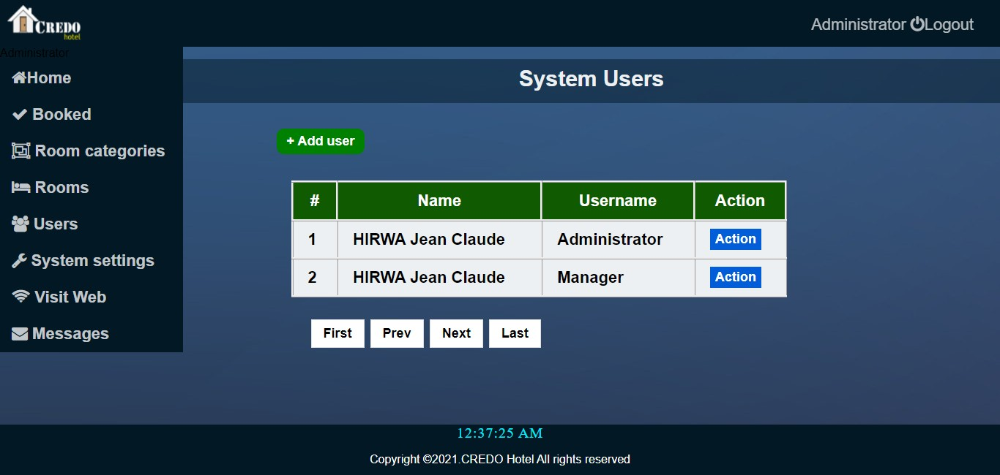 CREDO
hotel
Administrator Logout
Administrator
Home
Booked
Room categories
Rooms
Users
System settings
Visit Web
Messages
System Users
+ Add user
# Name Username Action
1 HIRWA Jean Claude Administrator Action
2 HIRWA Jean Claude Manager Action
First Prev Next Last
12:37:25 AM
Copyright ©2021.CREDO Hotel All rights reserved